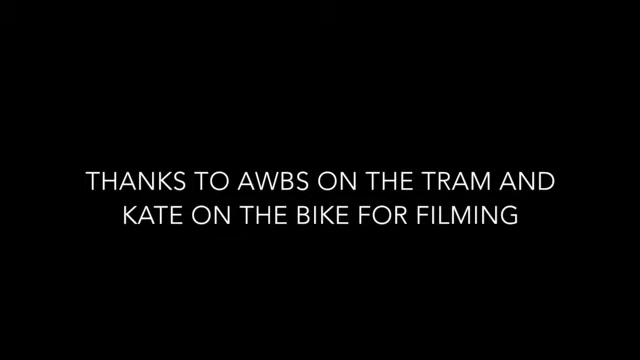 THANKS TO AWBS ON THE TRAM AND
KATE ON THE BIKE FOR FILMING